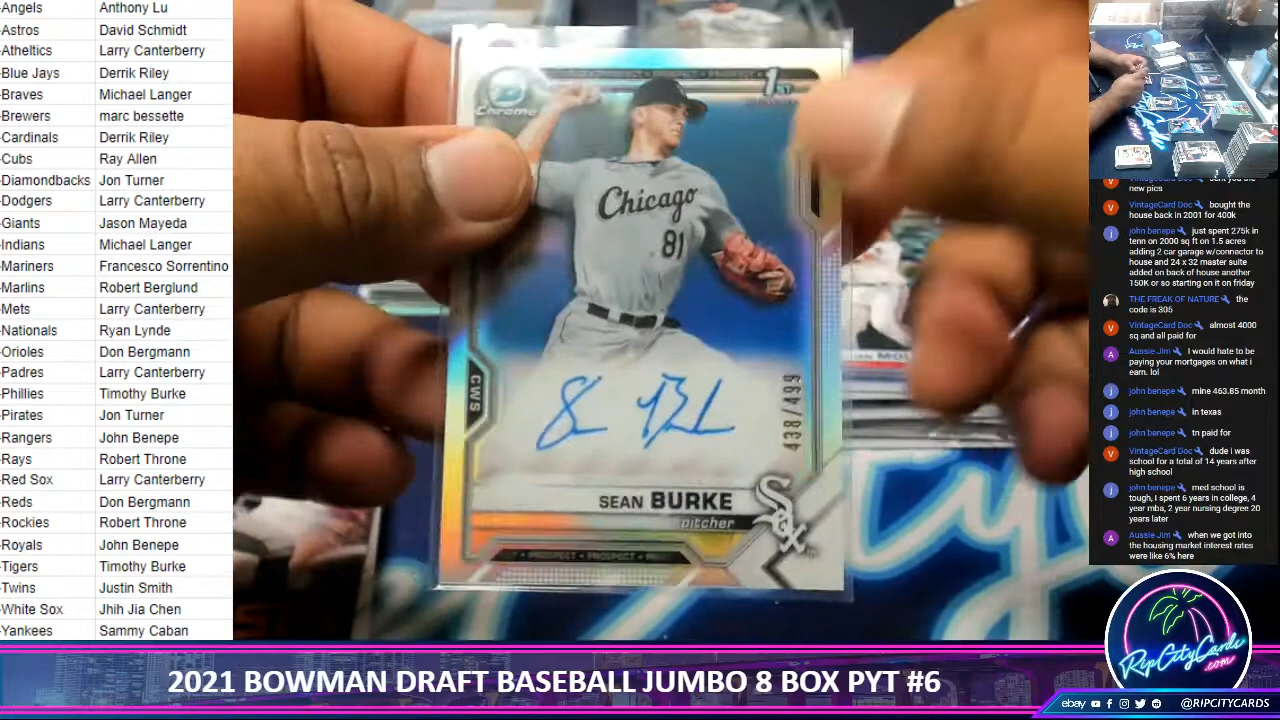 -Angels Anthony Lu
-Astros David Schmidt
-Atheltics Larry Canterberry
-Blue Jays Derrik Riley
-Braves Michael Langer
-Brewers marc bessette
-Cardinals Derrik Riley
-Cubs Ray Allen
-Diamondbacks Jon Turner
-Dodgers Larry Canterberry
-Giants Jason Mayeda
-Indians Michael Langer
-Mariners Francesco Sorrentino
-Marlins Robert Berglund
-Mets Larry Canterberry
-Nationals Ryan Lynde
-Orioles Don Bergmann
-Padres Larry Canterberry
-Phillies Timothy Burke
-Pirates Jon Turner
-Rangers John Benepe
-Rays Robert Throne
-Red Sox Larry Canterberry
-Reds Don Bergmann
-Rockies Robert Throne
-Royals John Benepe
-Tigers Timothy Burke
-Twins Justin Smith
-White Sox Jhih Jia Chen
-Yankees Sammy Caban
1ST
Chrome
Chicago
81
CWS
438/499
SEAN BURKE
pitcher
Sox
PROSPECT • PROSPECT
VintageCard Doc sent you the
new pics
VintageCard Doc bought the
house back in 2001 for 400k
john benepe just spent 275k in
tenn on 2000 sq ft on 1.5 acres
adding 2 car garage w/connector to
house and 24 x 32 master suite
added on back of house another
150K or so starting on it on friday
THE FREAK OF NATURE the
code is 305
VintageCard Doc almost 4000
sq and all paid for
Aussie Jim I would hate to be
paying your mortgages on what i
earn. lol
john benepe mine 463.85 month
john benepe in texas
john benepe tn paid for
VintageCard Doc dude i was
school for a total of 14 years after
high school
john benepe med school is
tough, i spent 6 years in college, 4
year mba, 2 year nursing degree 20
years later
Aussie Jim when we got into
the housing market interest rates
were like 6% here
RipCityCards
.com
2021 BOWMAN DRAFT BASEBALL JUMBO 8 BOX PYT #6
ebay @RIPCITYCARDS